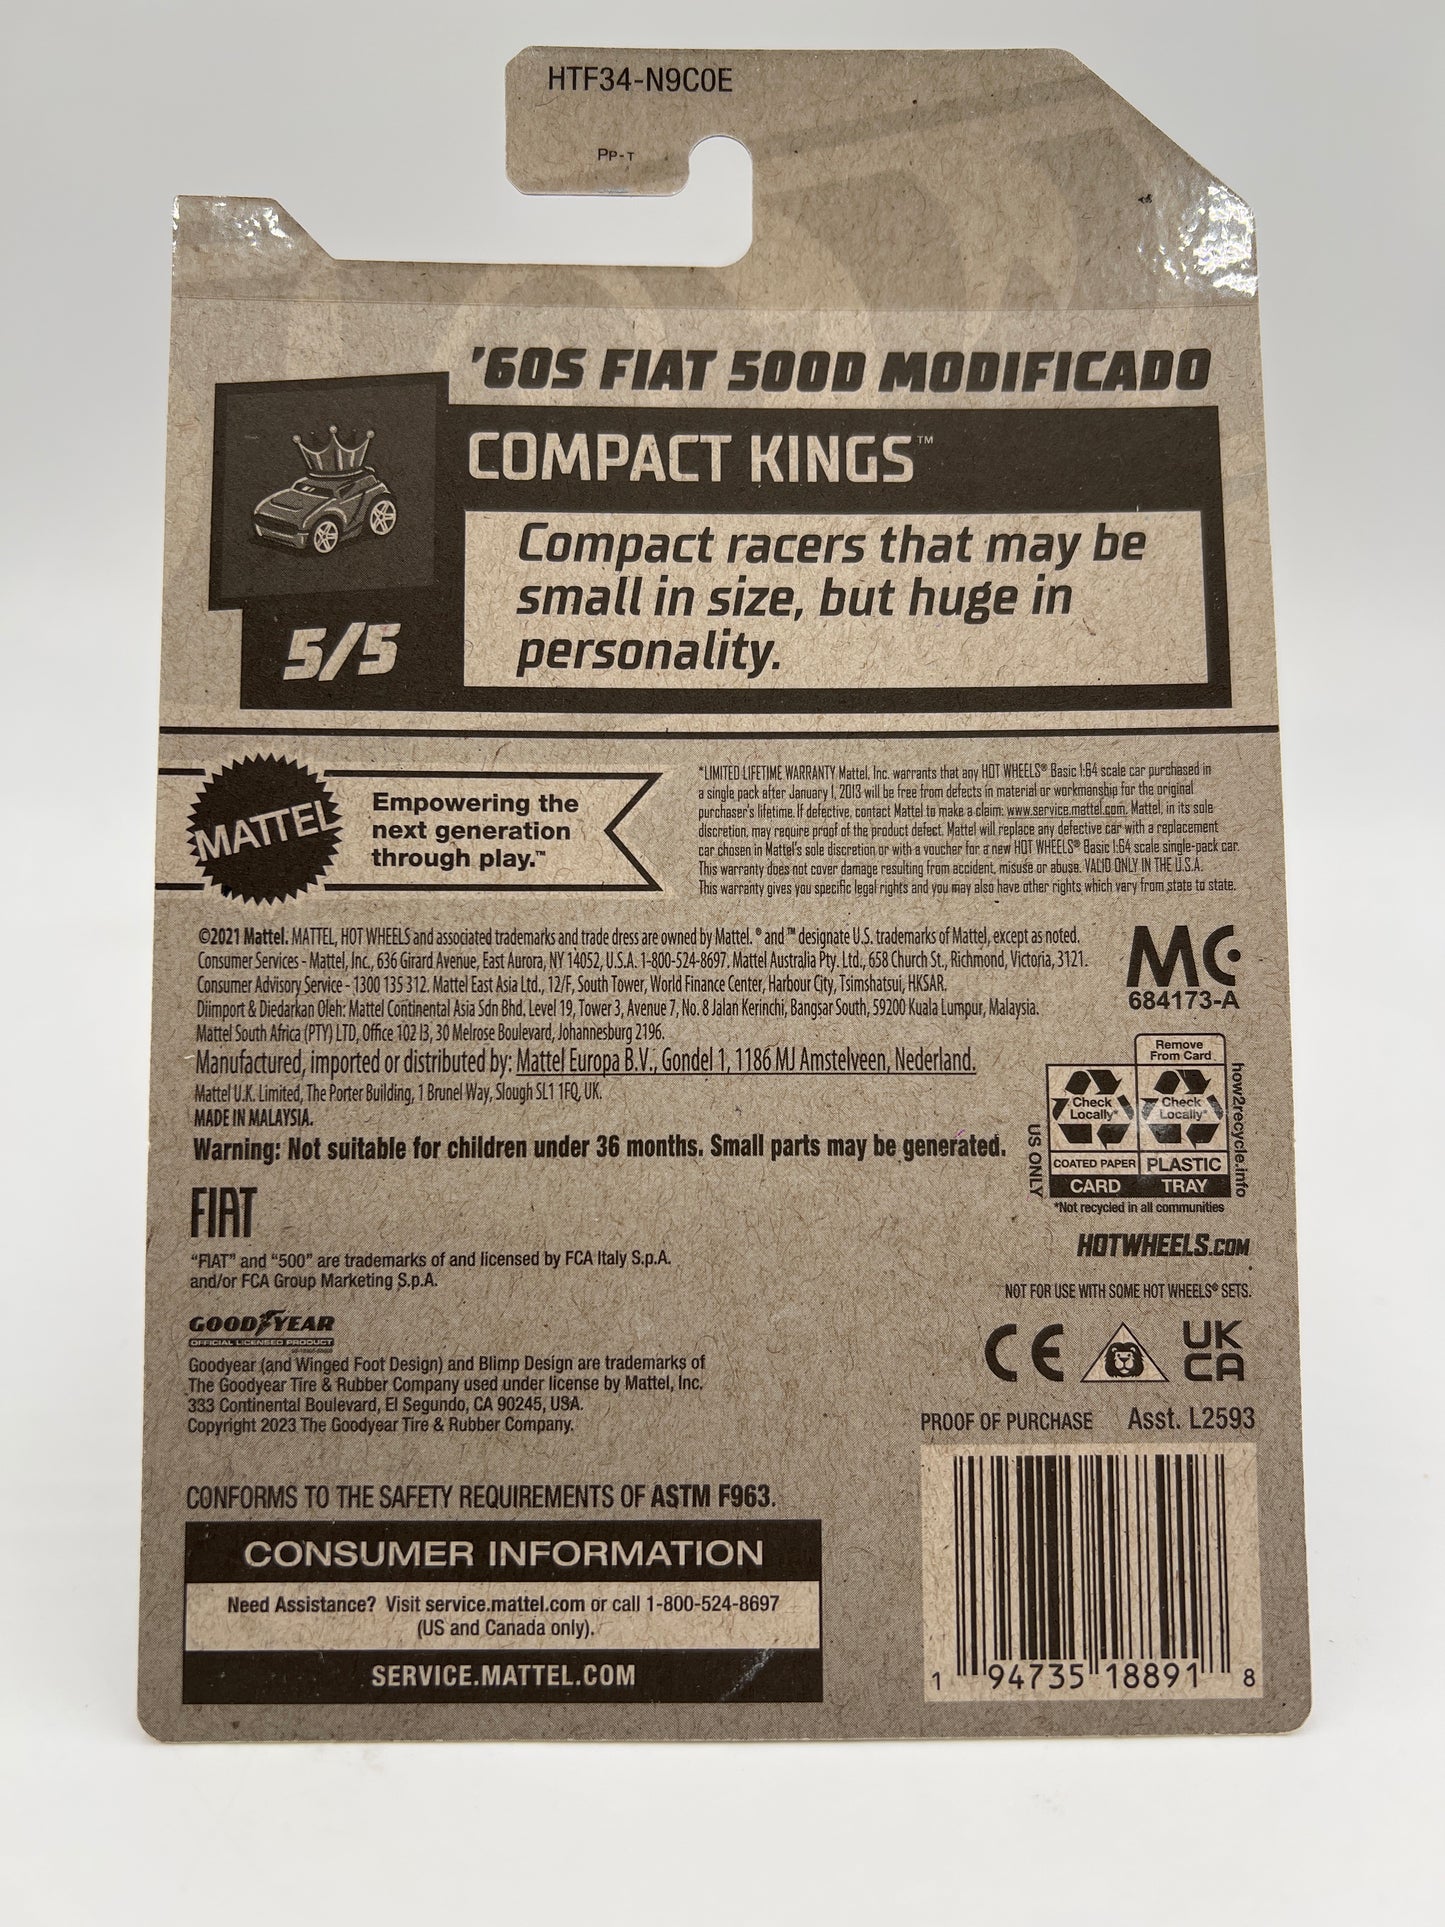 HTF34-N9C0E
PP-T
'60S FIAT 500D MODIFICADO
COMPACT KINGS™
Compact racers that may be
small in size, but huge in
personality.
5/5
MATTEL
Empowering the
next generation
through play.™
*LIMITED LIFETIME WARRANTY Mattel, Inc. warrants that any HOT WHEELS® Basic 1:64 scale car purchased in
a single pack after January 1, 2013 will be free from defects in material or workmanship for the original
purchaser's lifetime. If defective, contact Mattel to make a claim: www.service.mattel.com. Mattel, in its sole
discretion, may require proof of the product defect. Mattel will replace any defective car with a replacement
car chosen in Mattel's sole discretion or with a voucher for a new HOT WHEELS® Basic 1:64 scale single-pack car.
This warranty does not cover damage resulting from accident, misuse or abuse. VALID ONLY IN THE U.S.A.
This warranty gives you specific legal rights and you may also have other rights which vary from state to state.
©2021 Mattel. MATTEL, HOT WHEELS and associated trademarks and trade dress are owned by Mattel. ® and ™ designate U.S. trademarks of Mattel, except as noted.
Consumer Services - Mattel, Inc., 636 Girard Avenue, East Aurora, NY 14052, U.S.A. 1-800-524-8697. Mattel Australia Pty. Ltd., 658 Church St., Richmond, Victoria, 3121.
Consumer Advisory Service - 1300 135 312. Mattel East Asia Ltd., 12/F, South Tower, World Finance Center, Harbour City, Tsimshatsui, HKSAR.
Diimport & Diedarkan Oleh: Mattel Continental Asia Sdn Bhd. Level 19, Tower 3, Avenue 7, No. 8 Jalan Kerinchi, Bangsar South, 59200 Kuala Lumpur, Malaysia.
Mattel South Africa (PTY) LTD, Office 102 I3, 30 Melrose Boulevard, Johannesburg 2196.
Manufactured, imported or distributed by: Mattel Europa B.V., Gondel 1, 1186 MJ Amstelveen, Nederland.
Mattel U.K. Limited, The Porter Building, 1 Brunel Way, Slough SL1 1FQ, UK.
MADE IN MALAYSIA.
Warning: Not suitable for children under 36 months. Small parts may be generated.
MC
684173-A
Remove
From Card
Check
Locally*
Check
Locally*
COATED PAPER
PLASTIC
CARD
TRAY
US ONLY
how2recycle.info
*Not recycled in all communities
HOTWHEELS.COM
NOT FOR USE WITH SOME HOT WHEELS® SETS.
FIAT
"FIAT" and "500" are trademarks of and licensed by FCA Italy S.p.A.
and/or FCA Group Marketing S.p.A.
GOODYEAR
OFFICIAL LICENSED PRODUCT
Goodyear (and Winged Foot Design) and Blimp Design are trademarks of
The Goodyear Tire & Rubber Company used under license by Mattel, Inc.
333 Continental Boulevard, El Segundo, CA 90245, USA.
Copyright 2023 The Goodyear Tire & Rubber Company.
CE
UK
CA
PROOF OF PURCHASE
Asst. L2593
CONFORMS TO THE SAFETY REQUIREMENTS OF ASTM F963.
CONSUMER INFORMATION
Need Assistance? Visit service.mattel.com or call 1-800-524-8697
(US and Canada only).
SERVICE.MATTEL.COM
1 94735 18891 8